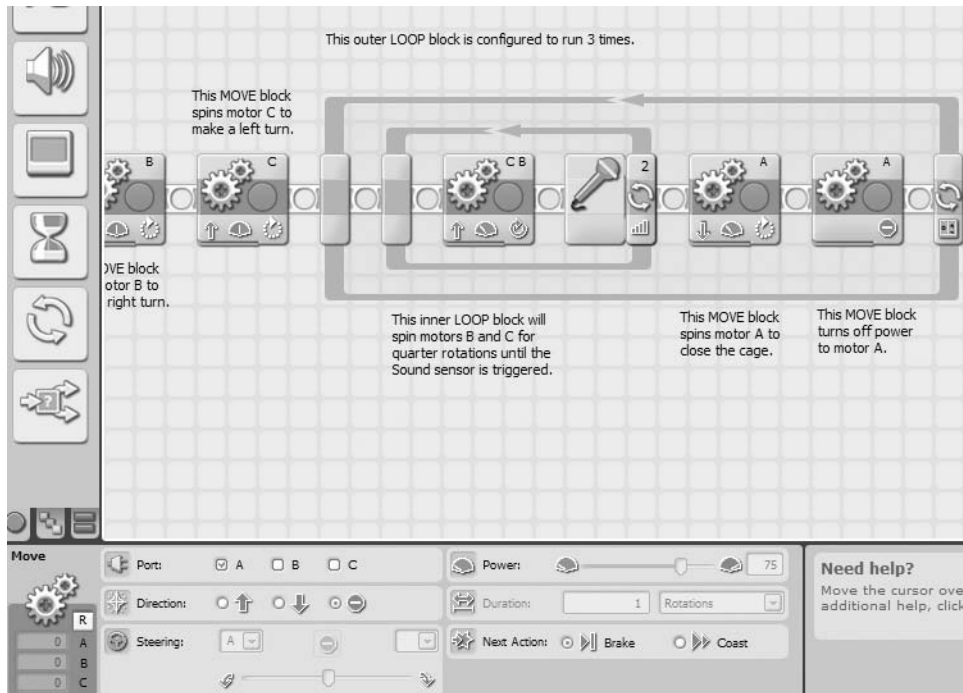 This outer LOOP block is configured to run 3 times.
This MOVE block
spins motor C to
make a left turn.
B
C
C B
2
A
A
OVE block
otor B to
right turn.
This inner LOOP block will
spin motors B and C for
quarter rotations until the
Sound sensor is triggered.
This MOVE block
spins motor A to
close the cage.
This MOVE block
turns off power
to motor A.
?
Move
R
0 A
0 B
0 C
Port: A B C
Direction:
Steering: A
Power: 75
Duration: 1 Rotations
Next Action: Brake Coast
Need help?
Move the cursor ove
additional help, click